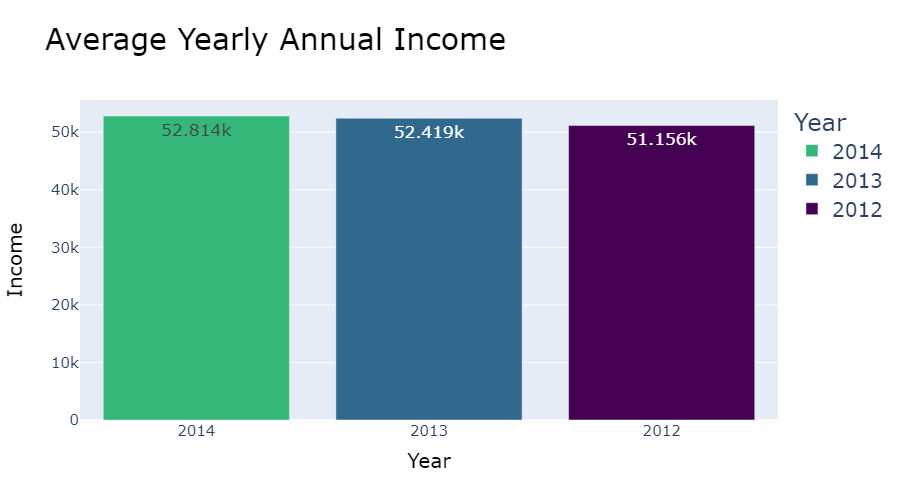 Average Yearly Annual Income
Income
50k
40k
30k
20k
10k
0
52.814k
52.419k
51.156k
2014
2013
2012
Year
Year
2014
2013
2012